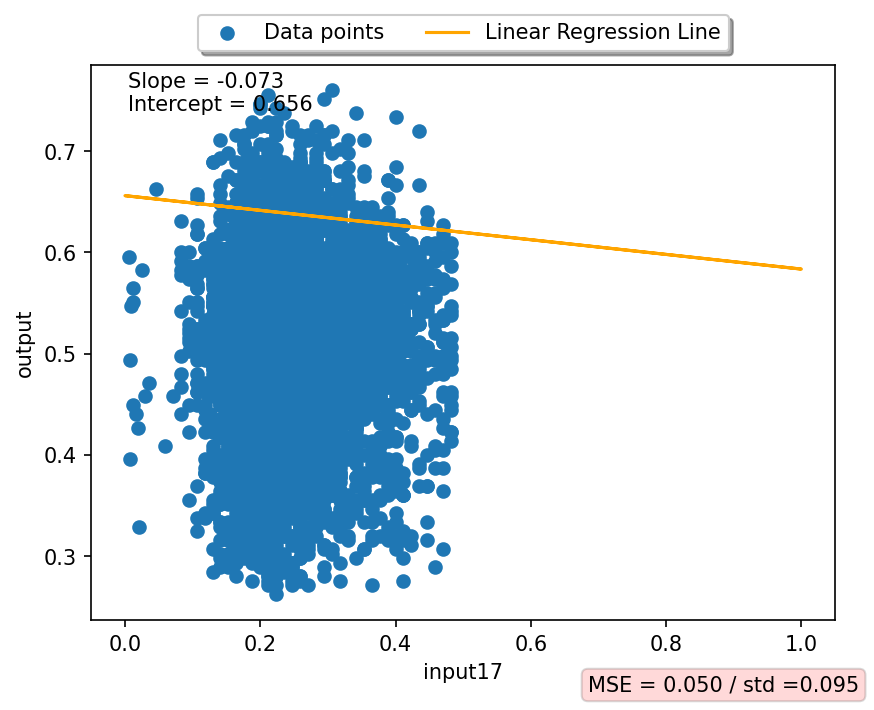 Data points
Linear Regression Line
Slope = -0.073
Intercept = 0.656
0.7
0.6
0.5
0.4
0.3
output
0.0 0.2 0.4 0.6 0.8 1.0
input17
MSE = 0.050 / std =0.095